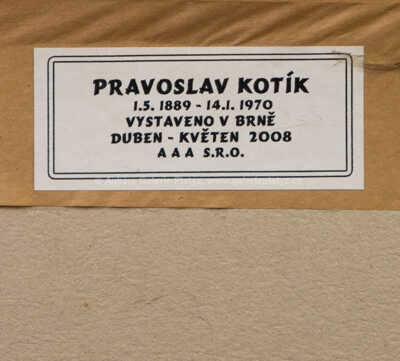 PRAVOSLAV KOTÍK
1.5. 1889 - 14.1. 1970
VYSTAVENO V BRNĚ
DUBEN - KVĚTEN 2008
A A A S.R.O.